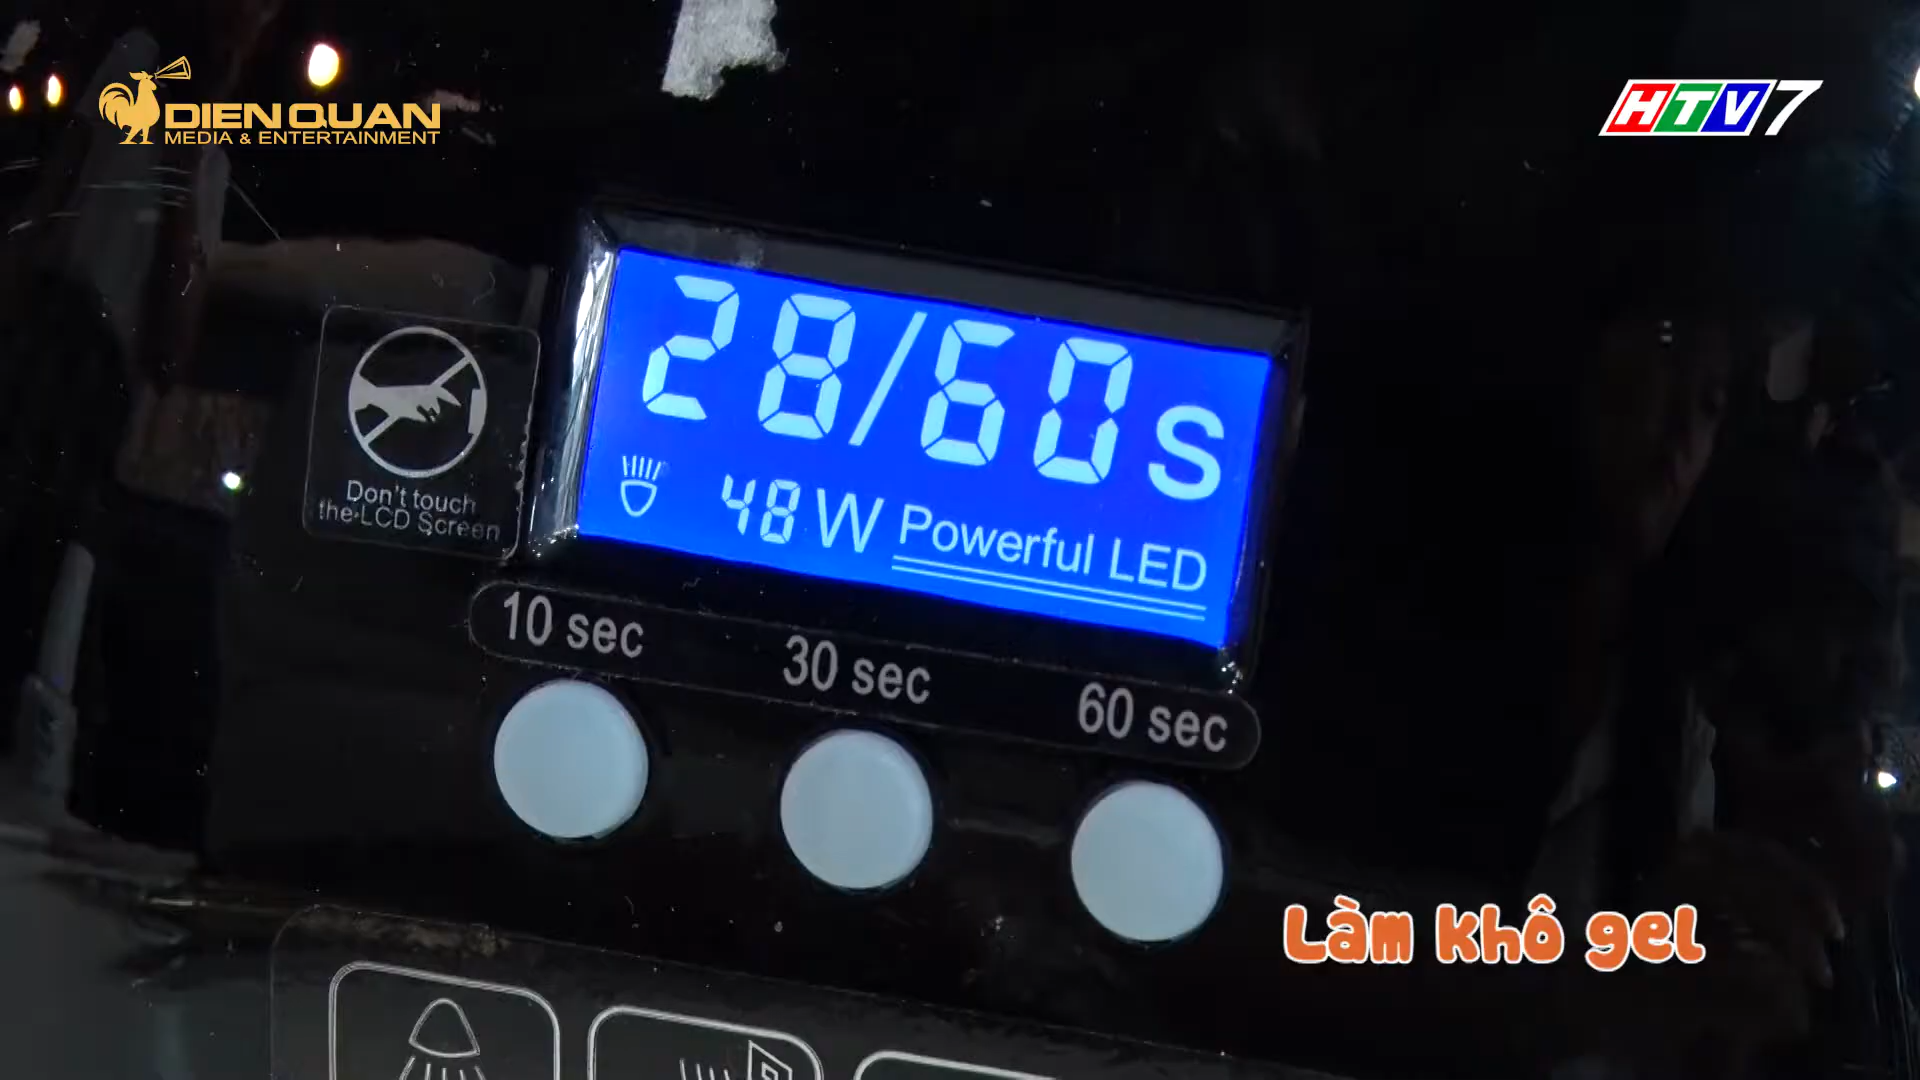 DIEN QUAN
MEDIA & ENTERTAINMENT
HTV7
28/60s
48W Powerful LED
Don't touch
the LCD Screen
10 sec 30 sec 60 sec
Làm khô gel